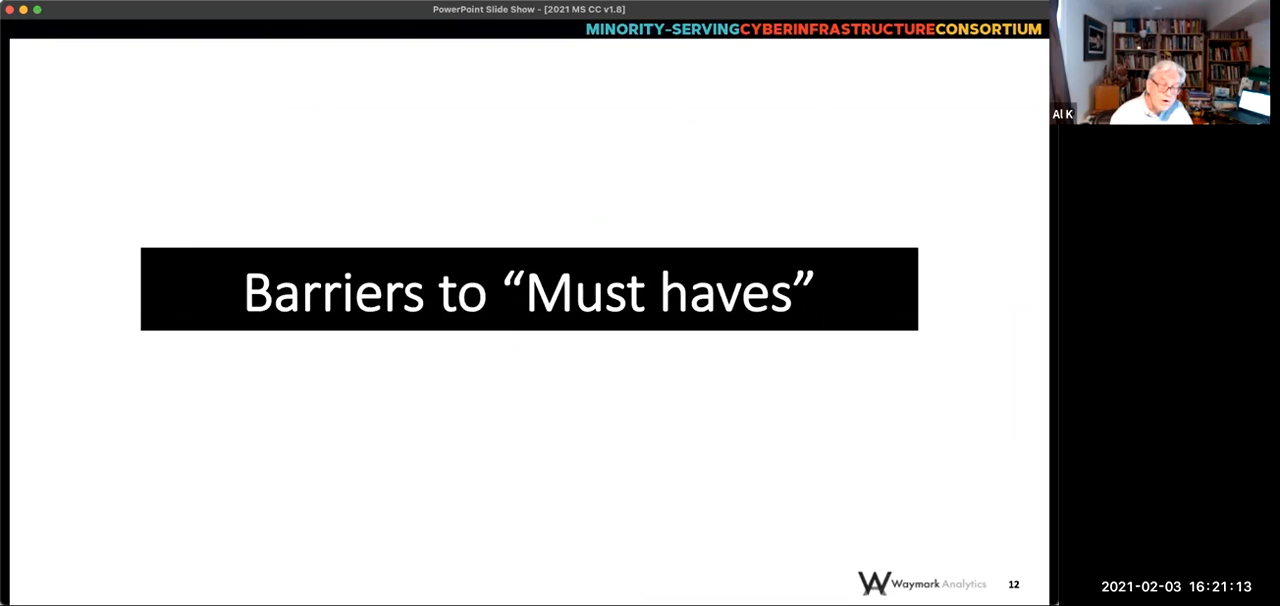 PowerPoint Slide Show - [2021 MS CC v1.8]
MINORITY-SERVINGCYBERINFRASTRUCTURECONSORTIUM
Al K
Barriers to “Must haves”
Waymark Analytics
12
2021-02-03 16:21:13